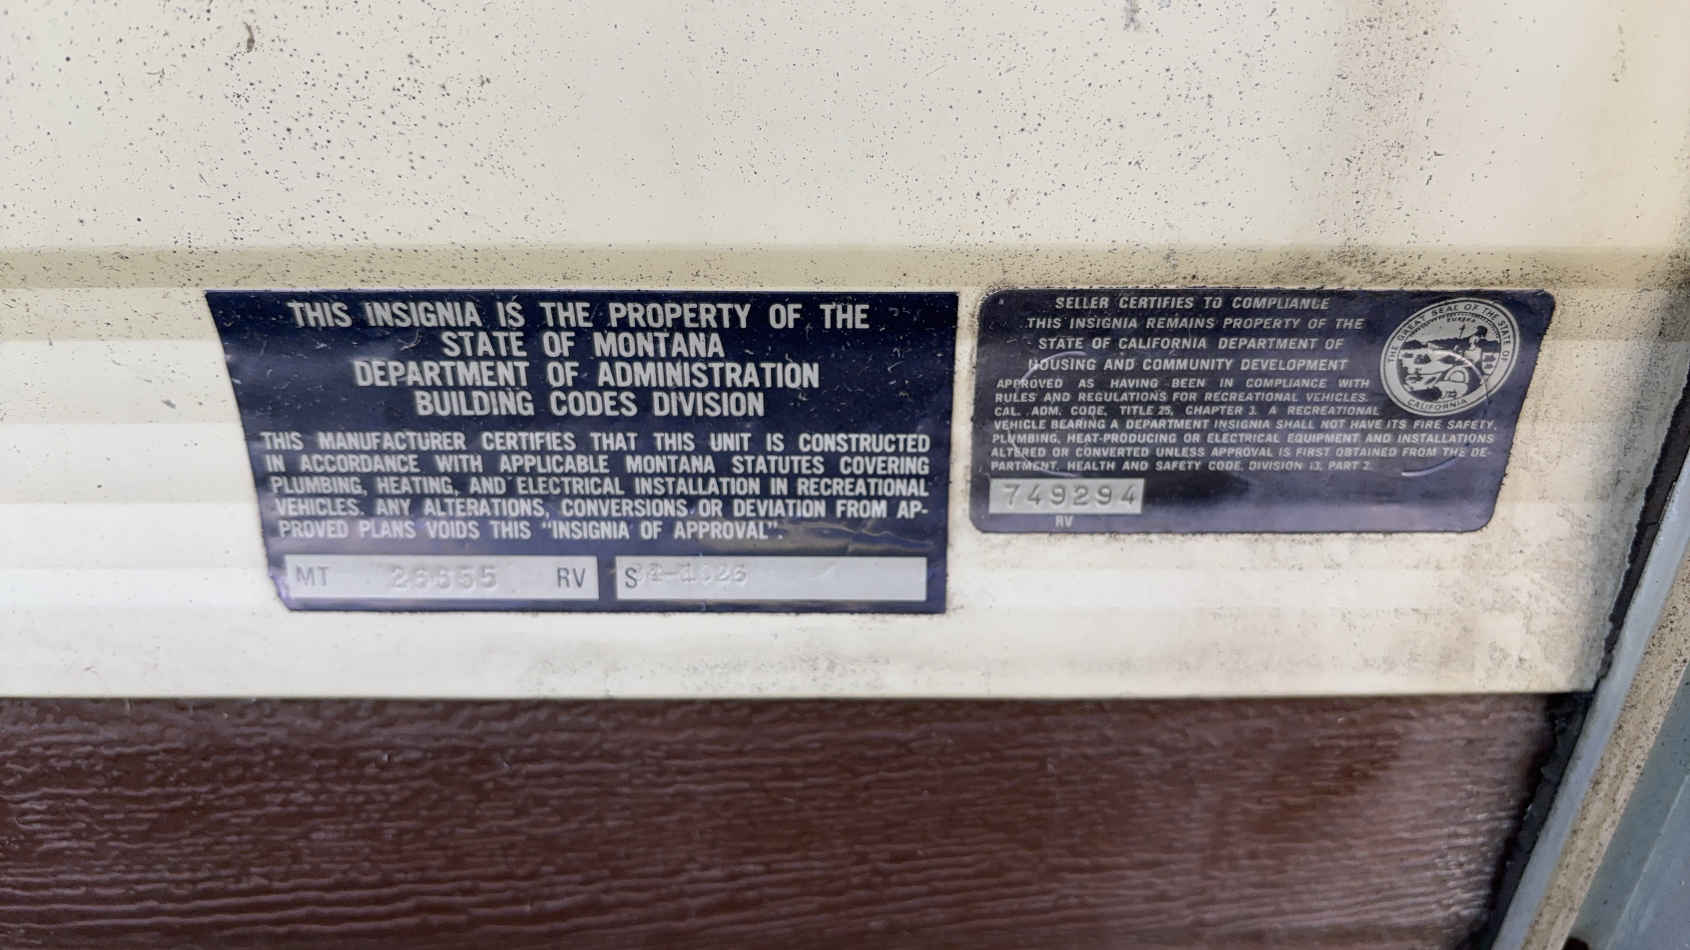 THIS INSIGNIA IS THE PROPERTY OF THE
STATE OF MONTANA
DEPARTMENT OF ADMINISTRATION
BUILDING CODES DIVISION
THIS MANUFACTURER CERTIFIES THAT THIS UNIT IS CONSTRUCTED
IN ACCORDANCE WITH APPLICABLE MONTANA STATUTES COVERING
PLUMBING, HEATING, AND ELECTRICAL INSTALLATION IN RECREATIONAL
VEHICLES. ANY ALTERATIONS, CONVERSIONS OR DEVIATION FROM AP-
PROVED PLANS VOIDS THIS "INSIGNIA OF APPROVAL".
MT RV S
SELLER CERTIFIES TO COMPLIANCE
THIS INSIGNIA REMAINS PROPERTY OF THE
STATE OF CALIFORNIA DEPARTMENT OF
HOUSING AND COMMUNITY DEVELOPMENT
APPROVED AS HAVING BEEN IN COMPLIANCE WITH
RULES AND REGULATIONS FOR RECREATIONAL VEHICLES.
CAL. ADM. CODE, TITLE 25, CHAPTER 3. A RECREATIONAL
VEHICLE BEARING A DEPARTMENT INSIGNIA SHALL NOT HAVE ITS FIRE SAFETY,
PLUMBING, HEAT-PRODUCING OR ELECTRICAL EQUIPMENT AND INSTALLATIONS
ALTERED OR CONVERTED UNLESS APPROVAL IS FIRST OBTAINED FROM THE DE-
PARTMENT. HEALTH AND SAFETY CODE, DIVISION 13, PART 2.
749294
RV
THE GREAT SEAL OF THE STATE OF
CALIFORNIA